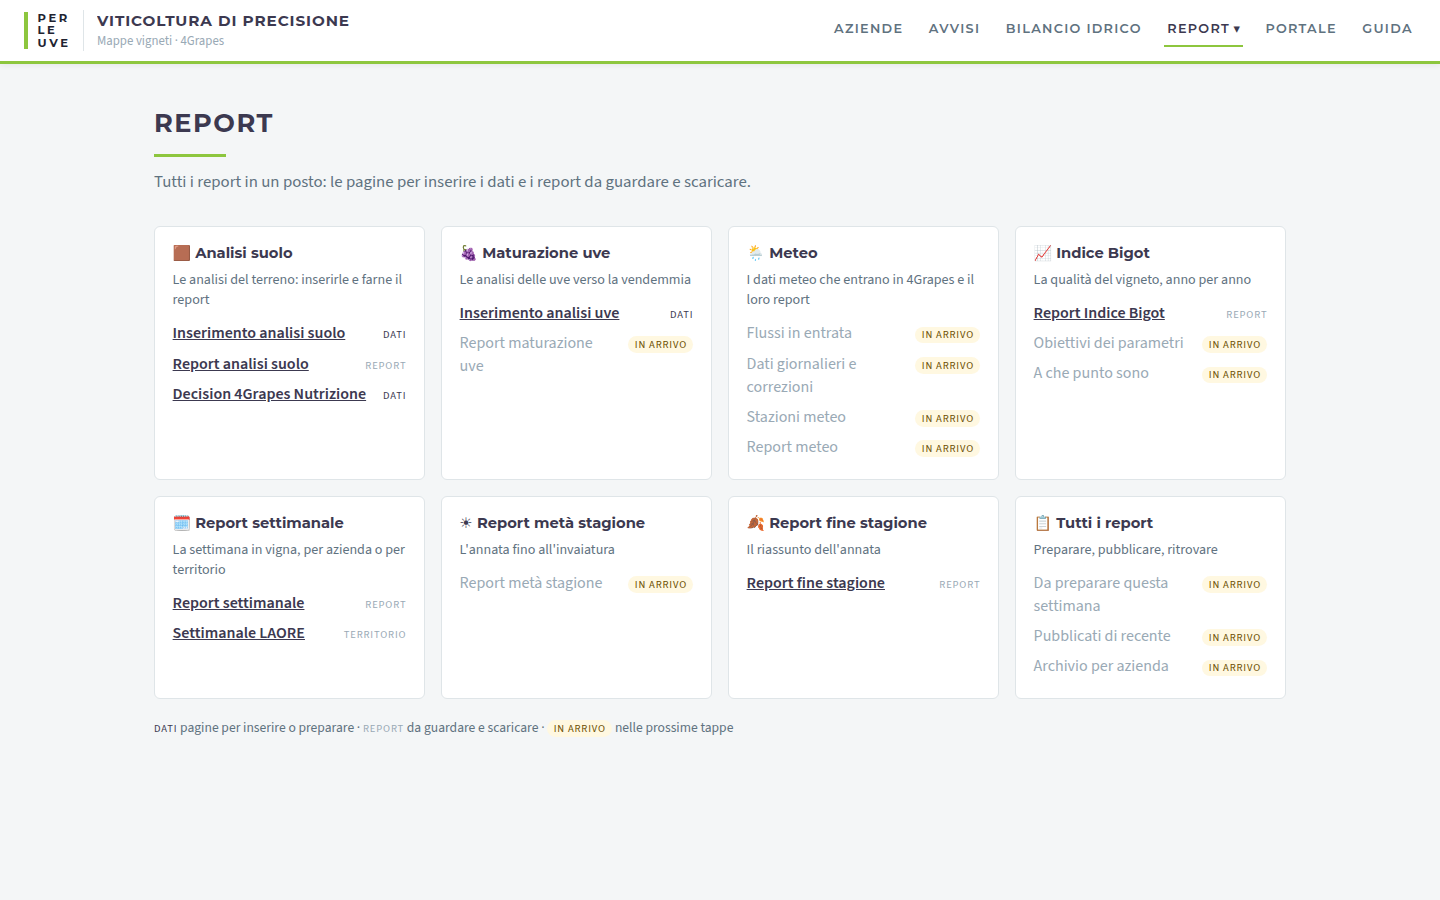 PER
LE
UVE
VITICOLTURA DI PRECISIONE
Mappe vigneti · 4Grapes
AZIENDE AVVISI BILANCIO IDRICO REPORT ▾ PORTALE GUIDA
REPORT
Tutti i report in un posto: le pagine per inserire i dati e i report da guardare e scaricare.
Analisi suolo
Le analisi del terreno: inserirle e farne il
report
Inserimento analisi suolo DATI
Report analisi suolo REPORT
Decision 4Grapes Nutrizione DATI
Maturazione uve
Le analisi delle uve verso la vendemmia
Inserimento analisi uve DATI
Report maturazione IN ARRIVO
uve
Meteo
I dati meteo che entrano in 4Grapes e il
loro report
Flussi in entrata IN ARRIVO
Dati giornalieri e IN ARRIVO
correzioni
Stazioni meteo IN ARRIVO
Report meteo IN ARRIVO
Indice Bigot
La qualità del vigneto, anno per anno
Report Indice Bigot REPORT
Obiettivi dei parametri IN ARRIVO
A che punto sono IN ARRIVO
Report settimanale
La settimana in vigna, per azienda o per
territorio
Report settimanale REPORT
Settimanale LAORE TERRITORIO
Report metà stagione
L'annata fino all'invaiatura
Report metà stagione IN ARRIVO
Report fine stagione
Il riassunto dell'annata
Report fine stagione REPORT
Tutti i report
Preparare, pubblicare, ritrovare
Da preparare questa IN ARRIVO
settimana
Pubblicati di recente IN ARRIVO
Archivio per azienda IN ARRIVO
DATI pagine per inserire o preparare · REPORT da guardare e scaricare · IN ARRIVO nelle prossime tappe